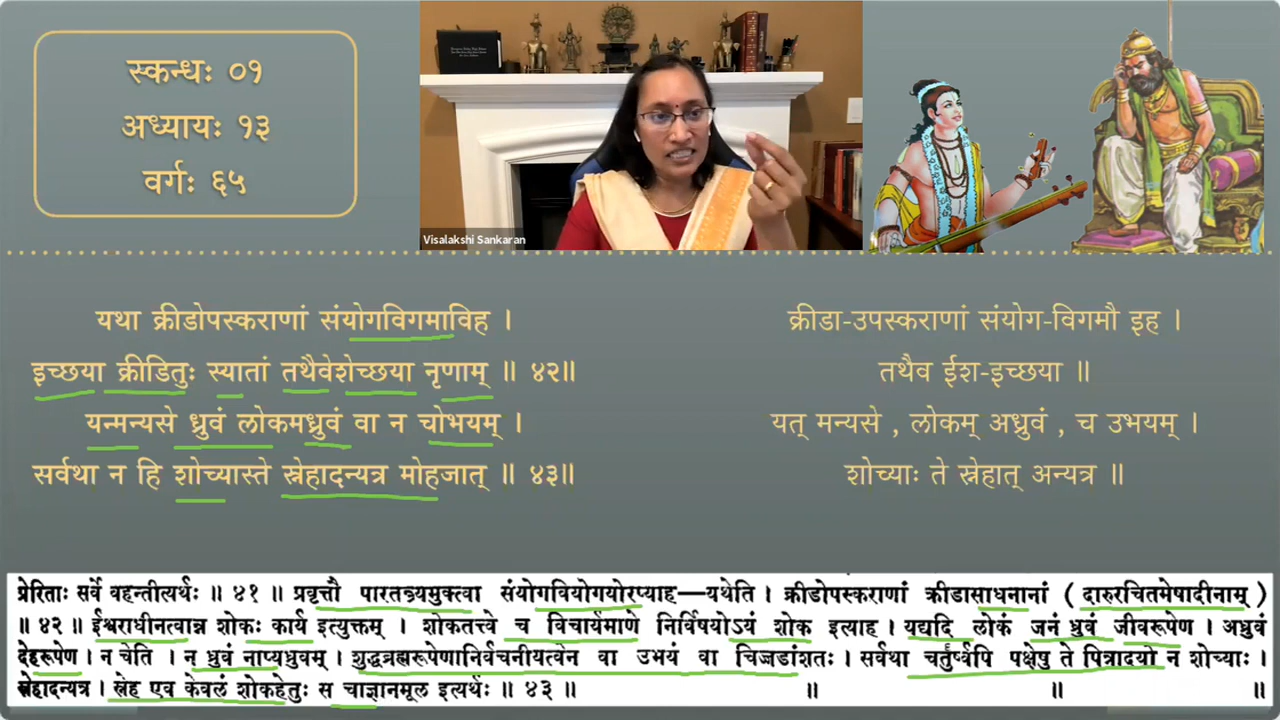 स्कन्धः ०१
अध्यायः १३
वर्गः ६५
Visalakshi Sankaran
यथा क्रीडोपस्कराणां संयोगविगमाविह ।
इच्छया क्रीडितुः स्यातां तथैवेशेच्छया नृणाम् ॥ ४२॥
यन्मन्यसे ध्रुवं लोकमध्रुवं वा न चोभयम् ।
सर्वथा न हि शोच्यास्ते स्नेहादन्यत्र मोहजात् ॥ ४३॥
क्रीडा-उपस्कराणां संयोग-विगमौ इह ।
तथैव ईश-इच्छया ॥
यत् मन्यसे , लोकम् अध्रुवं , च उभयम् ।
शोच्याः ते स्नेहात् अन्यत्र ॥
प्रेरिताः सर्वे वहन्तीत्यर्थः ॥ ४१ ॥ प्रवृत्तौ पारतन्त्र्यमुक्त्वा संयोगवियोगयोरप्याह—यथेति । क्रीडोपस्कराणां क्रीडासाधनानां ( दारुरचितमेषादीनाम् )
॥ ४२ ॥ ईश्वराधीनत्वान्न शोकः कार्य इत्युक्तम् । शोकतत्त्वे च विचार्यमाणे निर्विषयोऽयं शोक इत्याह । यद्यदि लोकं जनं ध्रुवं जीवरूपेण । अध्रुवं
देहरूपेण । न चेति । न ध्रुवं नाप्यध्रुवम् । शुद्धब्रह्मरूपेणानिर्वचनीयत्वेन वा उभयं वा चिज्जडांशतः । सर्वथा चतुर्ष्वपि पक्षेषु ते पित्रादयो न शोच्याः ।
स्नेहादन्यत्र । स्नेह एव केवलं शोकहेतुः स चाज्ञानमूल इत्यर्थः ॥ ४३ ॥ ॥ ॥ ॥